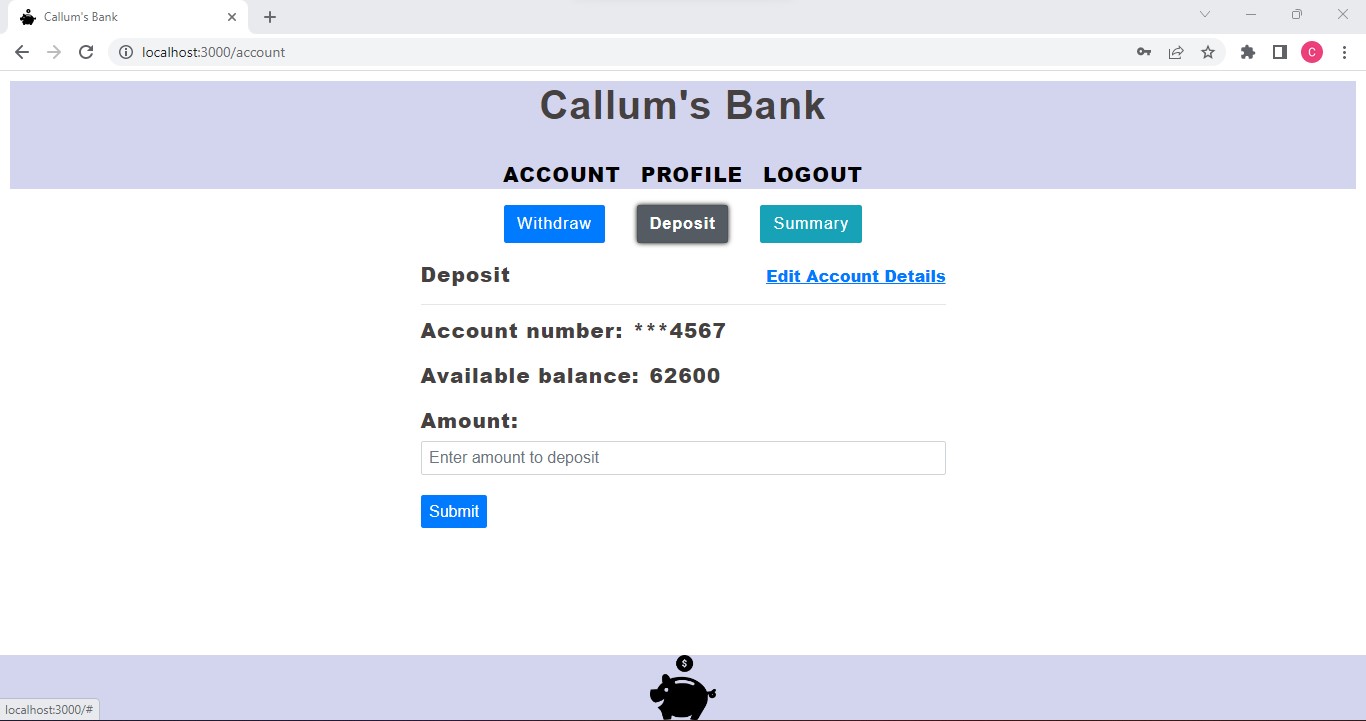 Callum's Bank
localhost:3000/account
C
Callum's Bank
ACCOUNT PROFILE LOGOUT
Withdraw Deposit Summary
Deposit Edit Account Details
Account number: ***4567
Available balance: 62600
Amount:
Enter amount to deposit
Submit
$
localhost:3000/#